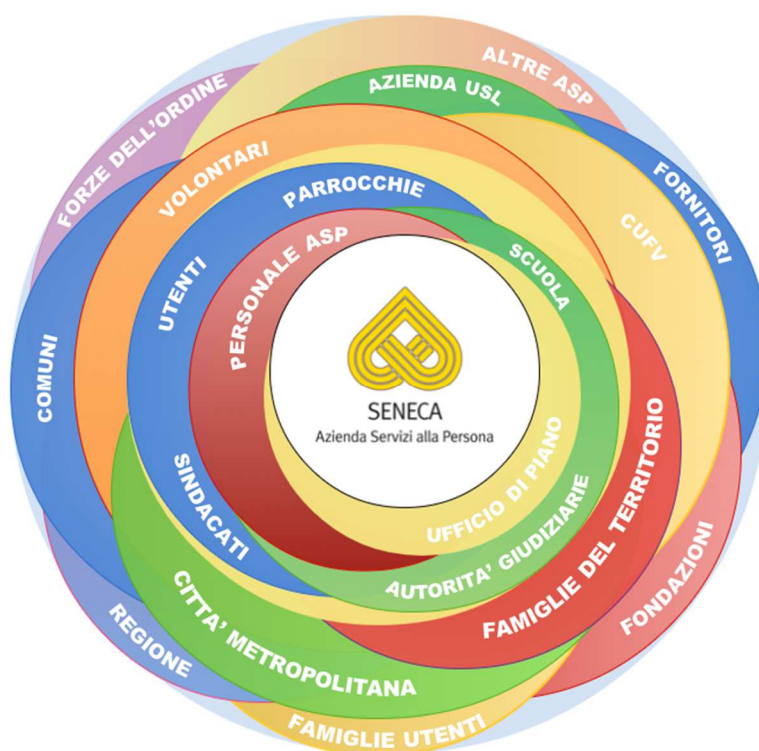 ALTRE ASP
AZIENDA USL
FORZE DELL'ORDINE
FORNITORI
VOLONTARI
CUFV
PARROCCHIE
SCUOLA
PERSONALE ASP
UTENTI
COMUNI
SENECA
Azienda Servizi alla Persona
UFFICIO DI PIANO
SINDACATI
AUTORITA' GIUDIZIARIE
FAMIGLIE DEL TERRITORIO
FONDAZIONI
CITTA' METROPOLITANA
REGIONE
FAMIGLIE UTENTI